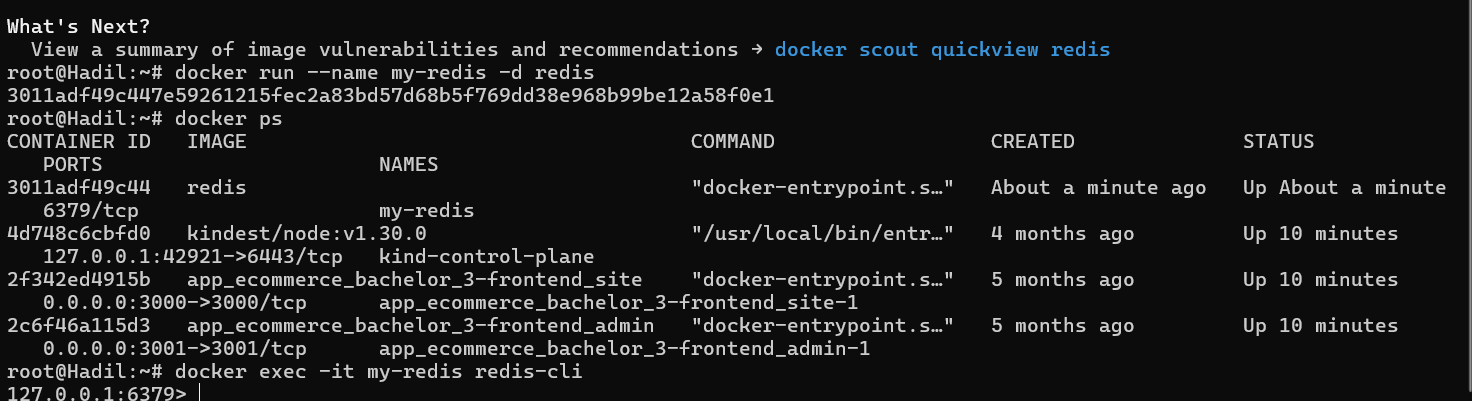 What's Next?
  View a summary of image vulnerabilities and recommendations → docker scout quickview redis
root@Hadil:~# docker run --name my-redis -d redis
3011adf49c447e59261215fec2a83bd57d68b5f769dd38e968b99be12a58f0e1
root@Hadil:~# docker ps
CONTAINER ID   IMAGE                                     COMMAND                  CREATED              STATUS
   PORTS                       NAMES
3011adf49c44   redis                                     "docker-entrypoint.s…"   About a minute ago   Up About a minute
   6379/tcp                    my-redis
4d748c6cbfd0   kindest/node:v1.30.0                      "/usr/local/bin/entr…"   4 months ago         Up 10 minutes
   127.0.0.1:42921->6443/tcp   kind-control-plane
2f342ed4915b   app_ecommerce_bachelor_3-frontend_site    "docker-entrypoint.s…"   5 months ago         Up 10 minutes
   0.0.0.0:3000->3000/tcp      app_ecommerce_bachelor_3-frontend_site-1
2c6f46a115d3   app_ecommerce_bachelor_3-frontend_admin   "docker-entrypoint.s…"   5 months ago         Up 10 minutes
   0.0.0.0:3001->3001/tcp      app_ecommerce_bachelor_3-frontend_admin-1
root@Hadil:~# docker exec -it my-redis redis-cli
127.0.0.1:6379>